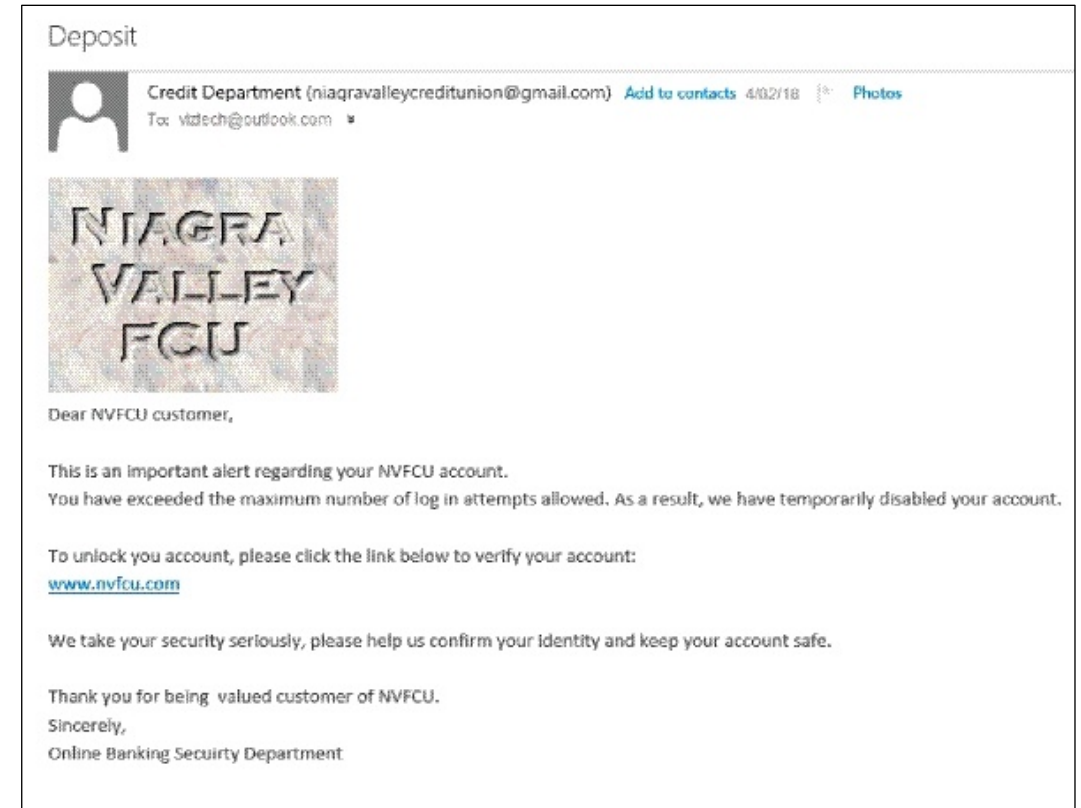 Deposit
Credit Department (niagravalleycreditunion@gmail.com) Add to contacts 4/02/18 Photos
To: viztech@outlook.com
NIAGRA
VALLEY
FCU
Dear NVFCU customer,
This is an important alert regarding your NVFCU account.
You have exceeded the maximum number of log in attempts allowed. As a result, we have temporarily disabled your account.
To unlock you account, please click the link below to verify your account:
www.nvfcu.com
We take your security seriously, please help us confirm your identity and keep your account safe.
Thank you for being valued customer of NVFCU.
Sincerely,
Online Banking Secuirty Department